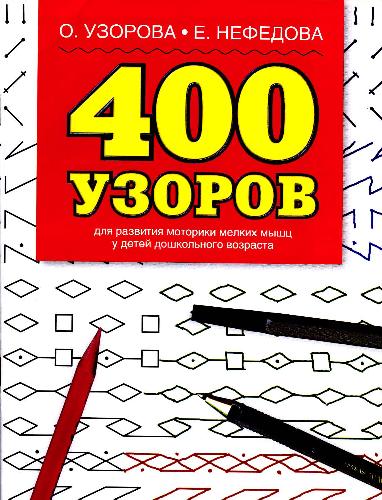 О. УЗОРОВА • Е. НЕФЕДОВА
400
УЗОРОВ
для развития моторики мелких мышц
у детей дошкольного возраста